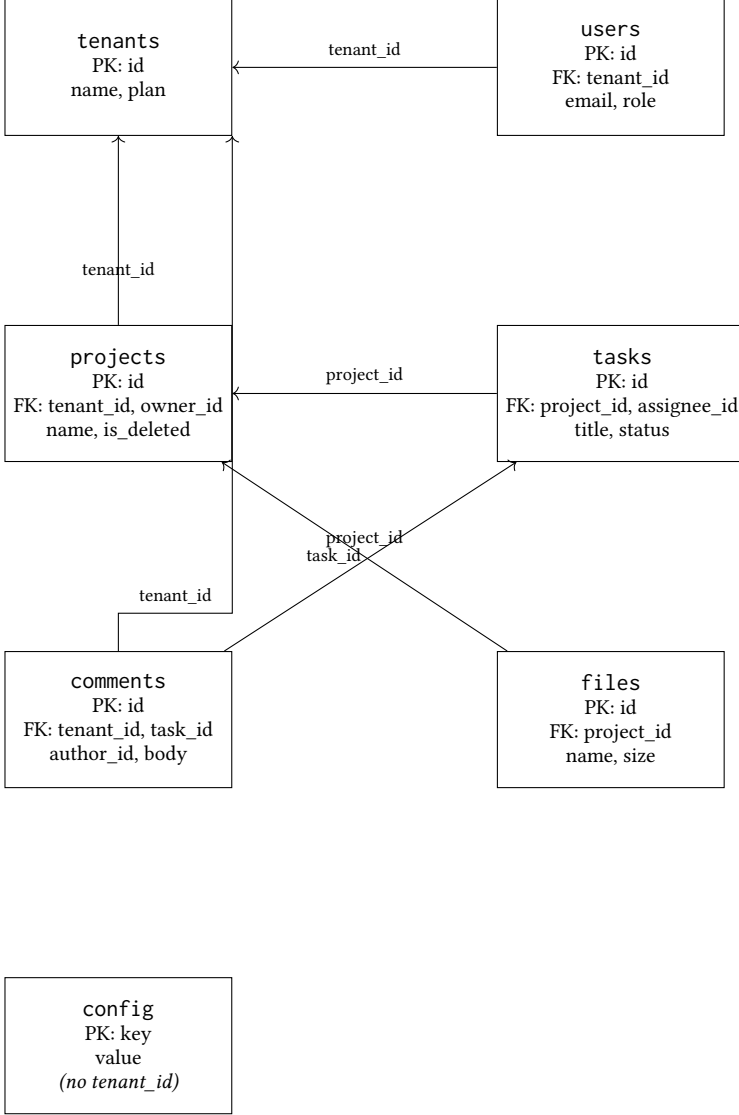 tenants
PK: id
name, plan
tenant_id
users
PK: id
FK: tenant_id
email, role
tenant_id
projects
PK: id
FK: tenant_id, owner_id
name, is_deleted
project_id
tasks
PK: id
FK: project_id, assignee_id
title, status
project_id
task_id
tenant_id
comments
PK: id
FK: tenant_id, task_id
author_id, body
files
PK: id
FK: project_id
name, size
config
PK: key
value
(no tenant_id)